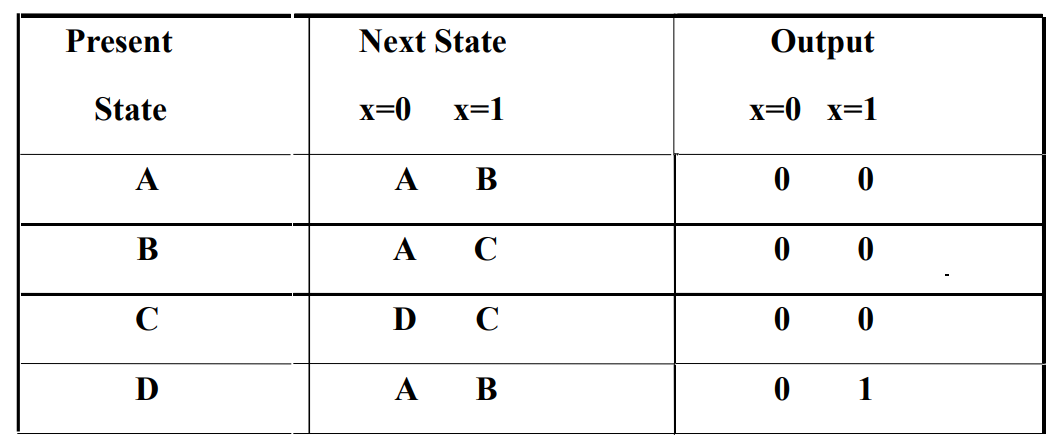 Present Next State Output
State x=0 x=1 x=0 x=1
A A B 0 0
B A C 0 0
C D C 0 0
D A B 0 1